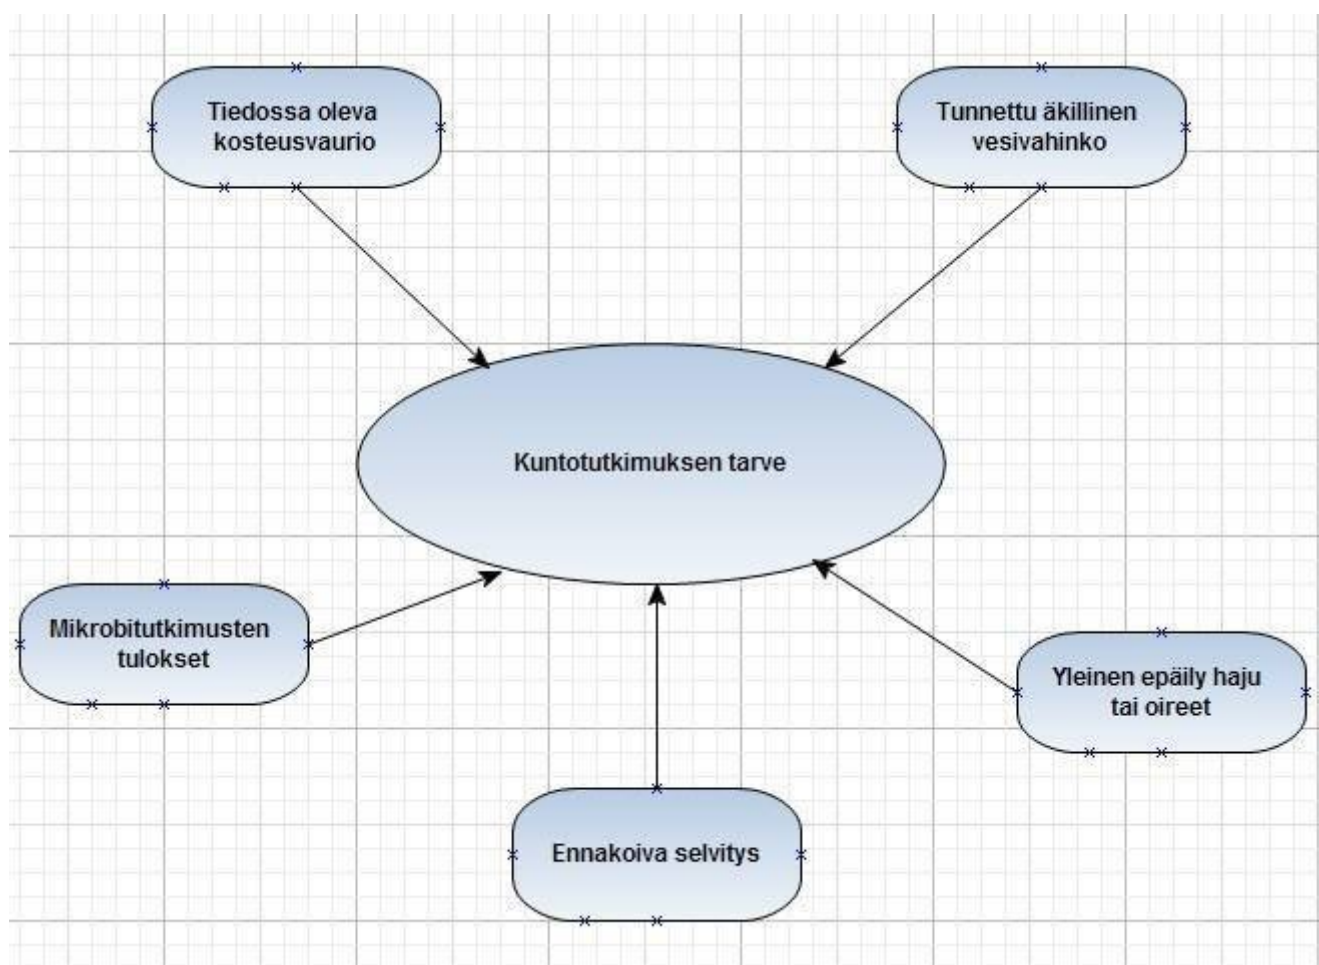 Tiedossa oleva
kosteusvaurio
Tunnettu äkillinen
vesivahinko
Kuntotutkimuksen tarve
Mikrobitutkimusten
tulokset
Yleinen epäily haju
tai oireet
Ennakoiva selvitys